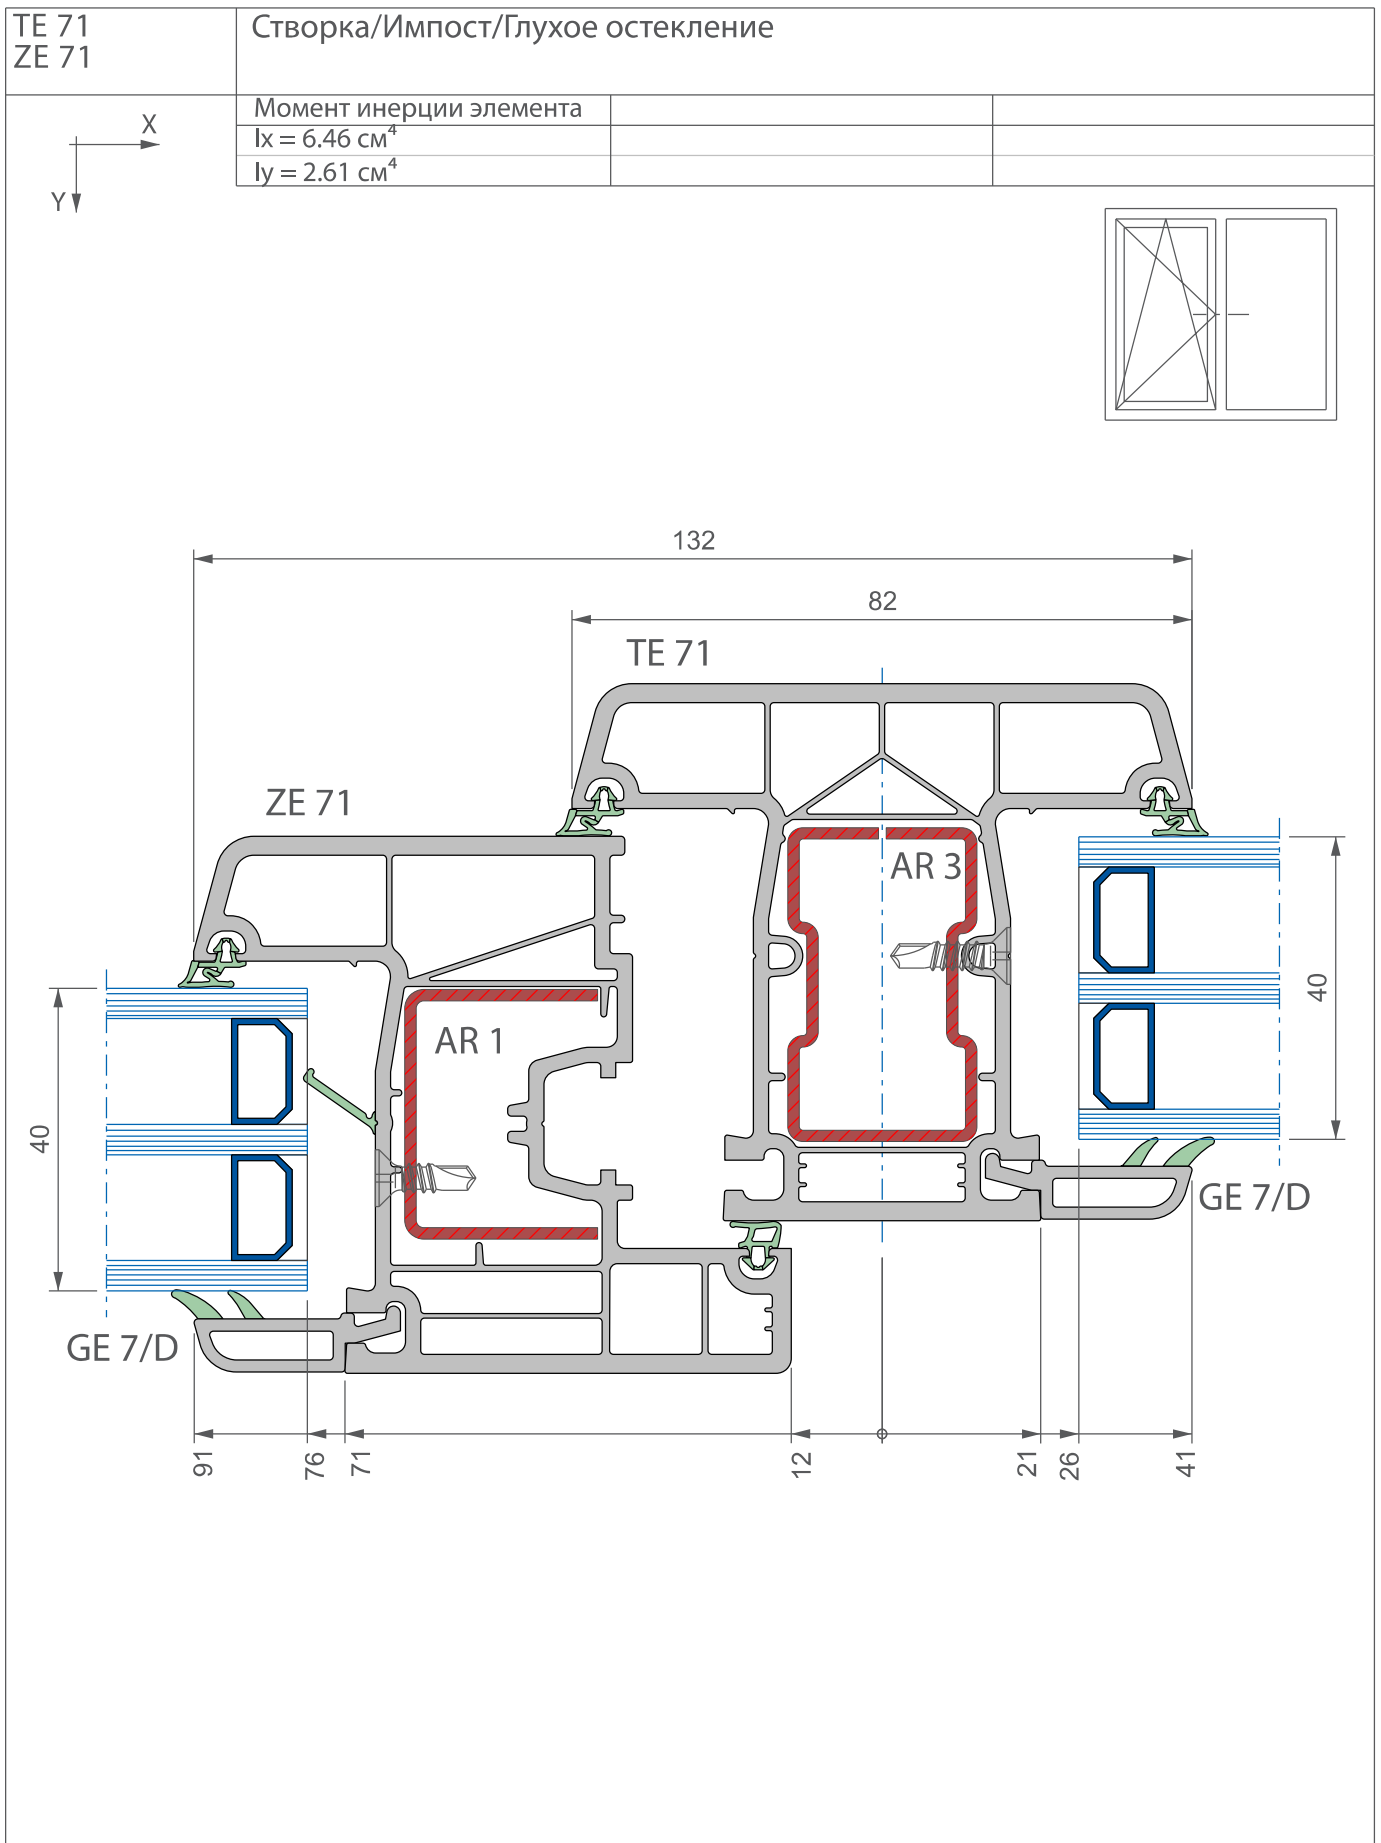 TE 71
ZE 71
Створка/Импост/Глухое остекление
Момент инерции элемента
Ix = 6.46 см⁴
Iy = 2.61 см⁴
X
Y
132
82
TE 71
ZE 71
AR 3
AR 1
40
40
GE 7/D
GE 7/D
91
76
71
12
21
26
41